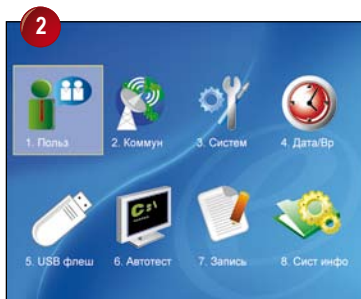 2
1. Польз
2. Коммун
3. Систем
4. Дата/Вр
C:\
5. USB флеш
6. Автотест
7. Запись
8. Сист инфо